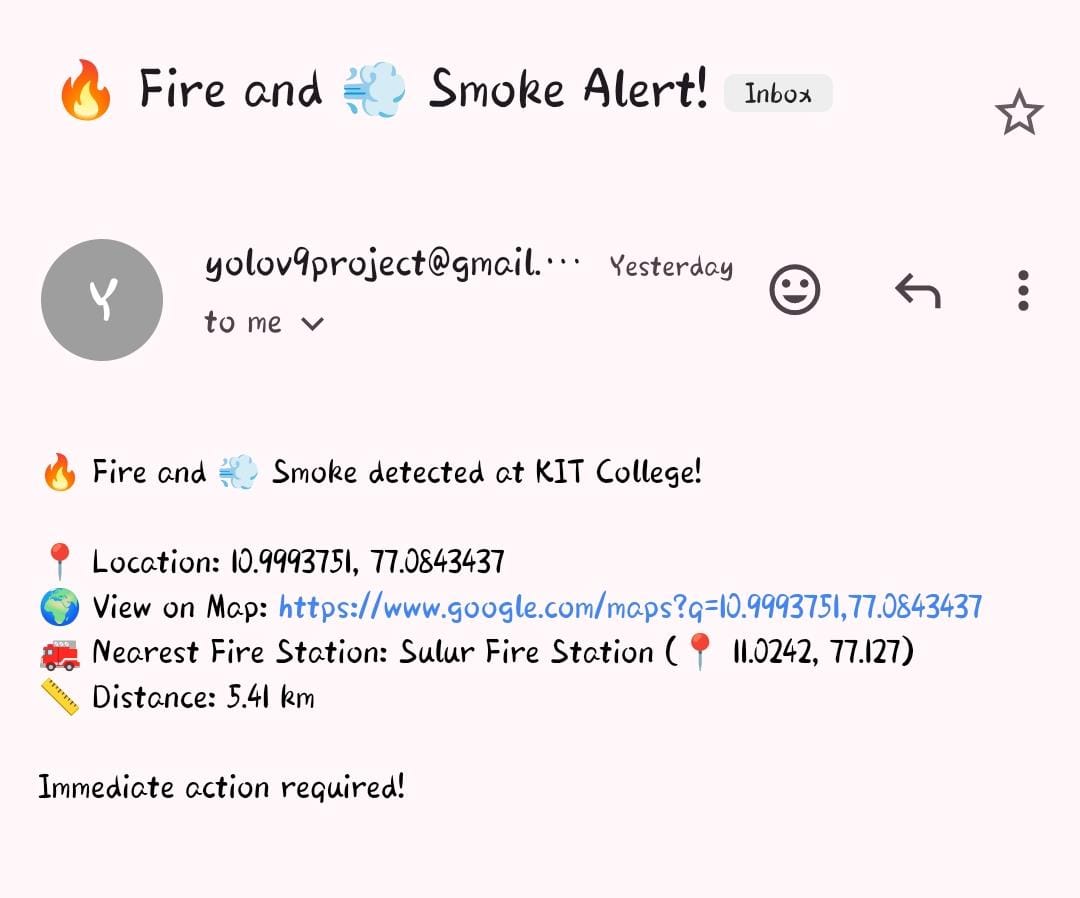 🔥 Fire and 💨 Smoke Alert! Inbox
Y
yolov9project@gmail.··· Yesterday
to me
🔥 Fire and 💨 Smoke detected at KIT College!
📍 Location: 10.9993751, 77.0843437
🌍 View on Map: https://www.google.com/maps?q=10.9993751,77.0843437
🚒 Nearest Fire Station: Sulur Fire Station (📍 11.0242, 77.127)
📏 Distance: 5.41 km
Immediate action required!